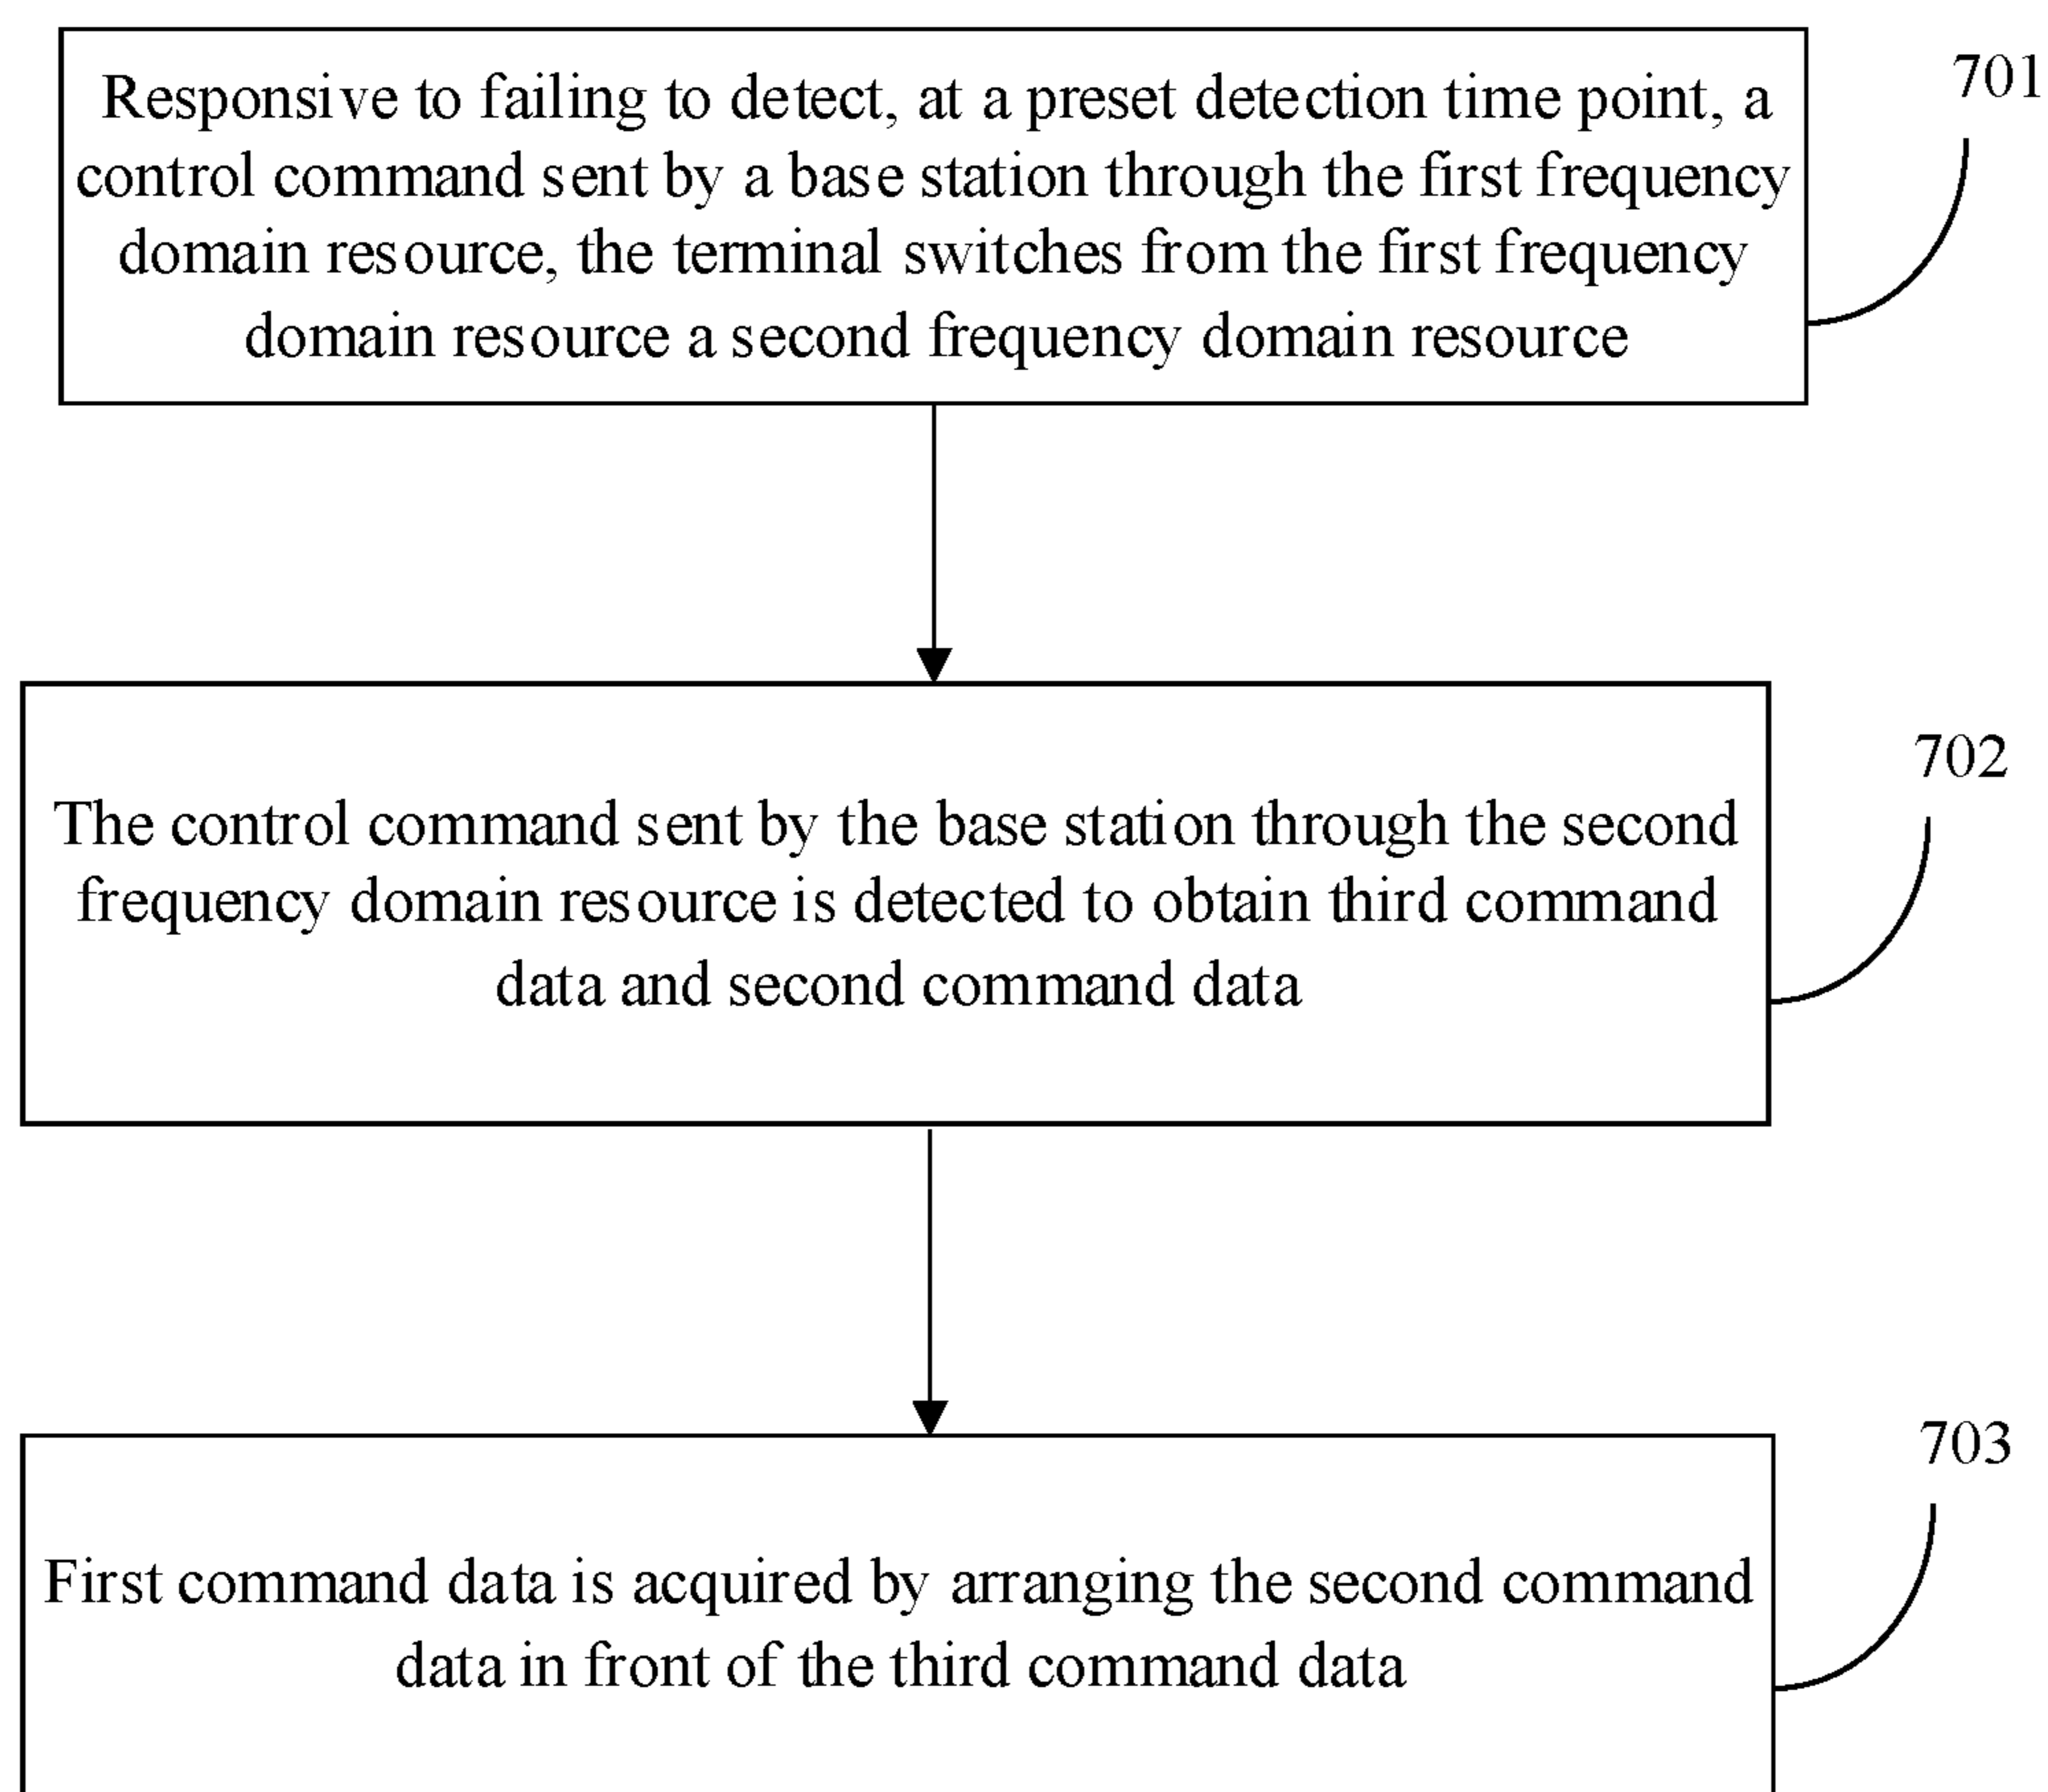 Responsive to failing to detect, at a preset detection time point, a
control command sent by a base station through the first frequency
domain resource, the terminal switches from the first frequency
domain resource a second frequency domain resource
701
The control command sent by the base station through the second
frequency domain resource is detected to obtain third command
data and second command data
702
First command data is acquired by arranging the second command
data in front of the third command data
703